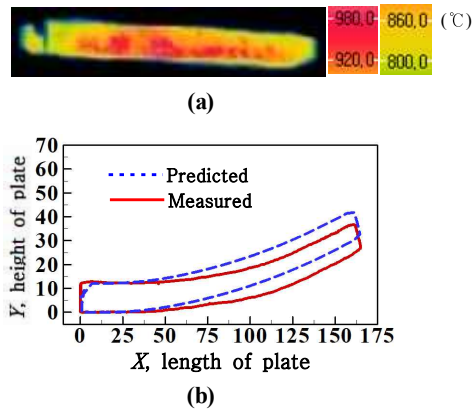 980,0 860,0 (℃)
920,0 800,0
(a)
(b)
70
60
50
40
30
20
10
0
Y, height of plate
Predicted
Measured
0 25 50 75 100 125 150 175
X, length of plate